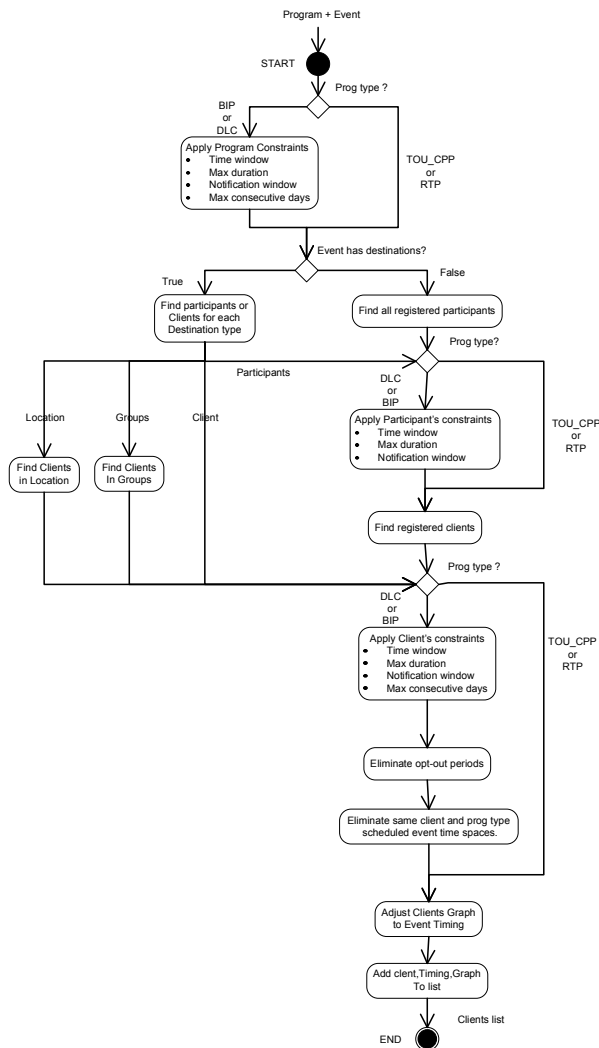 Program + Event
START
Prog type ?
BIP
or
DLC
Apply Program Constraints
• Time window
• Max duration
• Notification window
• Max consecutive days
TOU_CPP
or
RTP
Event has destinations?
True
False
Find participants or
Clients for each
Destination type
Find all registered participants
Prog type?
Participants
DLC
or
BIP
Location
Groups
Client
Apply Participant's constraints
• Time window
• Max duration
• Notification window
TOU_CPP
or
RTP
Find Clients
in Location
Find Clients
In Groups
Find registered clients
Prog type ?
DLC
or
BIP
Apply Client's constraints
• Time window
• Max duration
• Notification window
• Max consecutive days
TOU_CPP
or
RTP
Eliminate opt-out periods
Eliminate same client and prog type
scheduled event time spaces.
Adjust Clients Graph
to Event Timing
Add clent,Timing,Graph
To list
Clients list
END